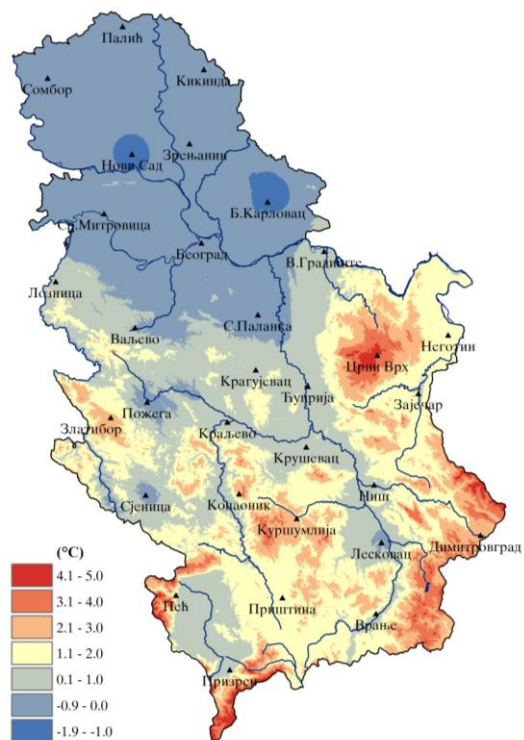 Палић
Кикинда
Сомбор
Зрењанин
Нови Сад
Б.Карловац
Ср.Митровица
Београд
В.Градиште
Лозница
С.Паланка
Ваљево
Неготин
Црни Врх
Крагујевац
Ћуприја
Зајечар
Пожега
Златибор
Краљево
Крушевац
Ниш
Сјеница
Копаоник
Куршумлија
Димитровград
Лесковац
(°C)
4.1 - 5.0
3.1 - 4.0
2.1 - 3.0
1.1 - 2.0
0.1 - 1.0
-0.9 - 0.0
-1.9 - -1.0
Пећ
Приштина
Врање
Призрен